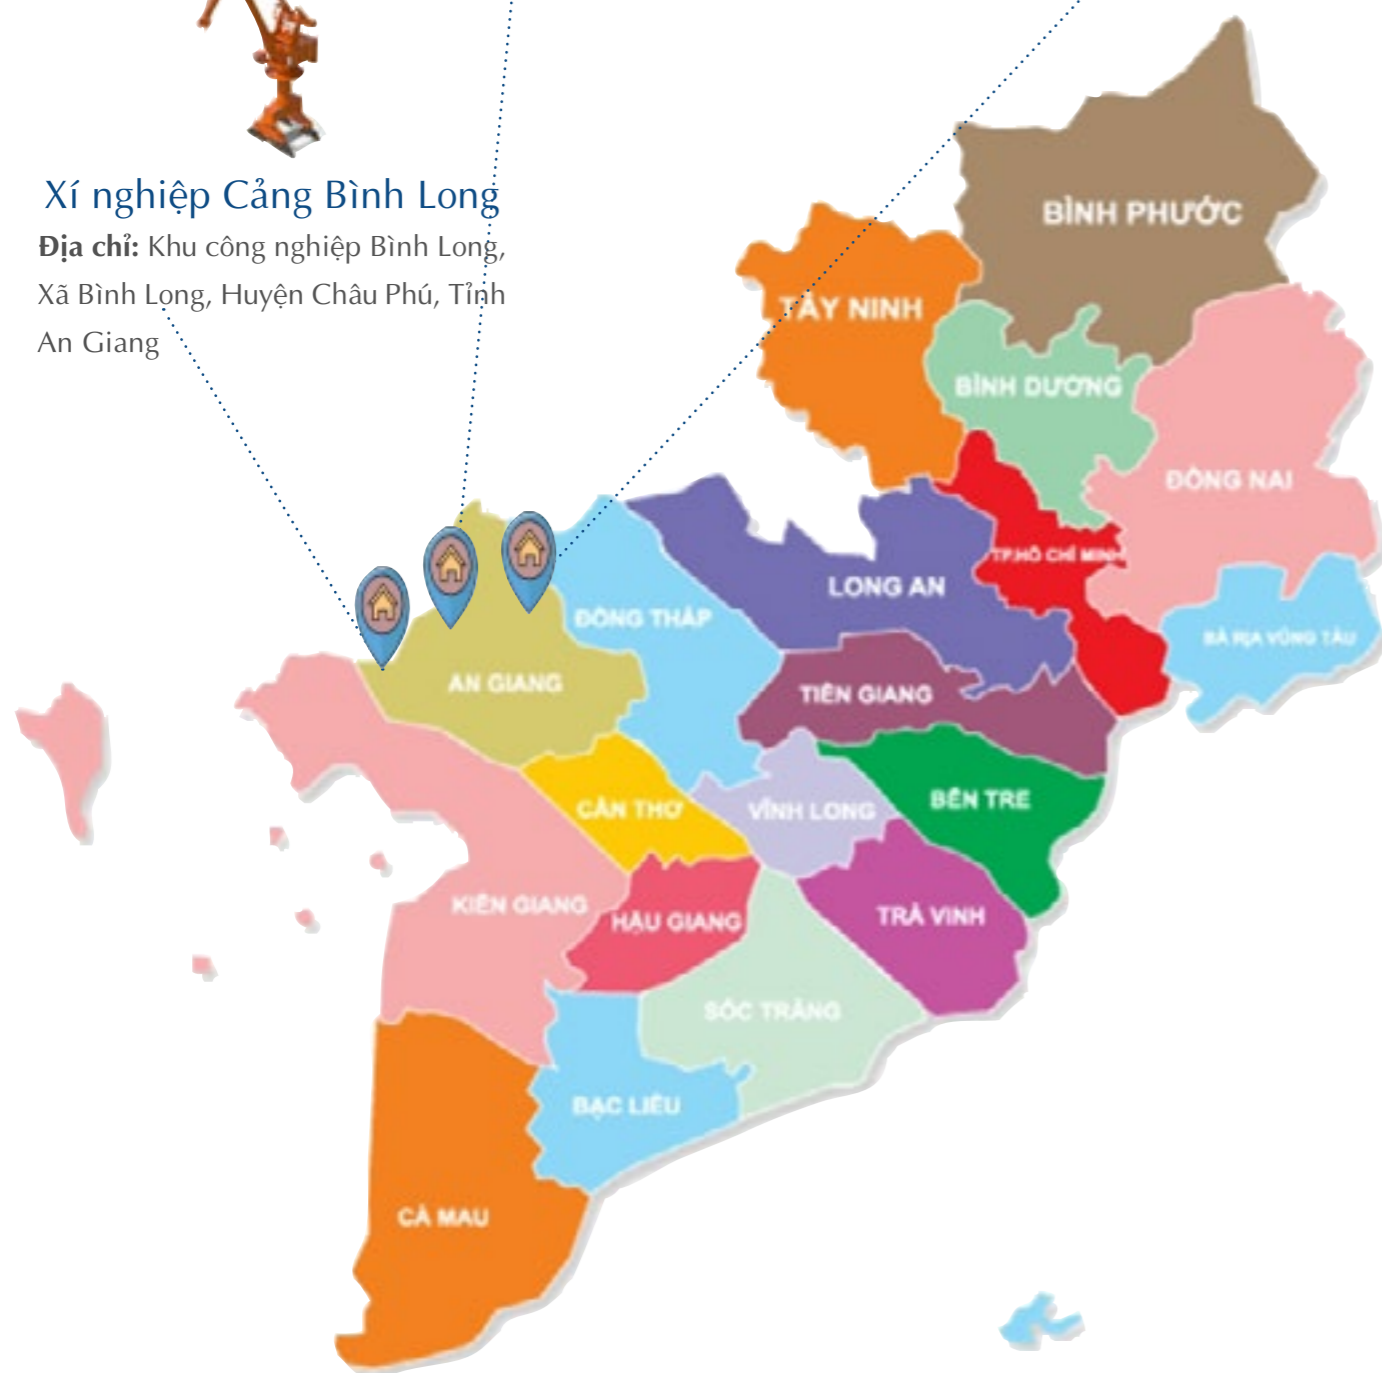 Xí nghiệp Cảng Bình Long
Địa chỉ: Khu công nghiệp Bình Long,
Xã Bình Long, Huyện Châu Phú, Tỉnh
An Giang
BÌNH PHƯỚC
TÂY NINH
BÌNH DƯƠNG
ĐỒNG NAI
TP.HỒ CHÍ MINH
LONG AN
ĐỒNG THÁP
BÀ RỊA VŨNG TÀU
AN GIANG
TIỀN GIANG
CẦN THƠ
VĨNH LONG
BẾN TRE
KIÊN GIANG
HẬU GIANG
TRÀ VINH
SÓC TRĂNG
BẠC LIÊU
CÀ MAU